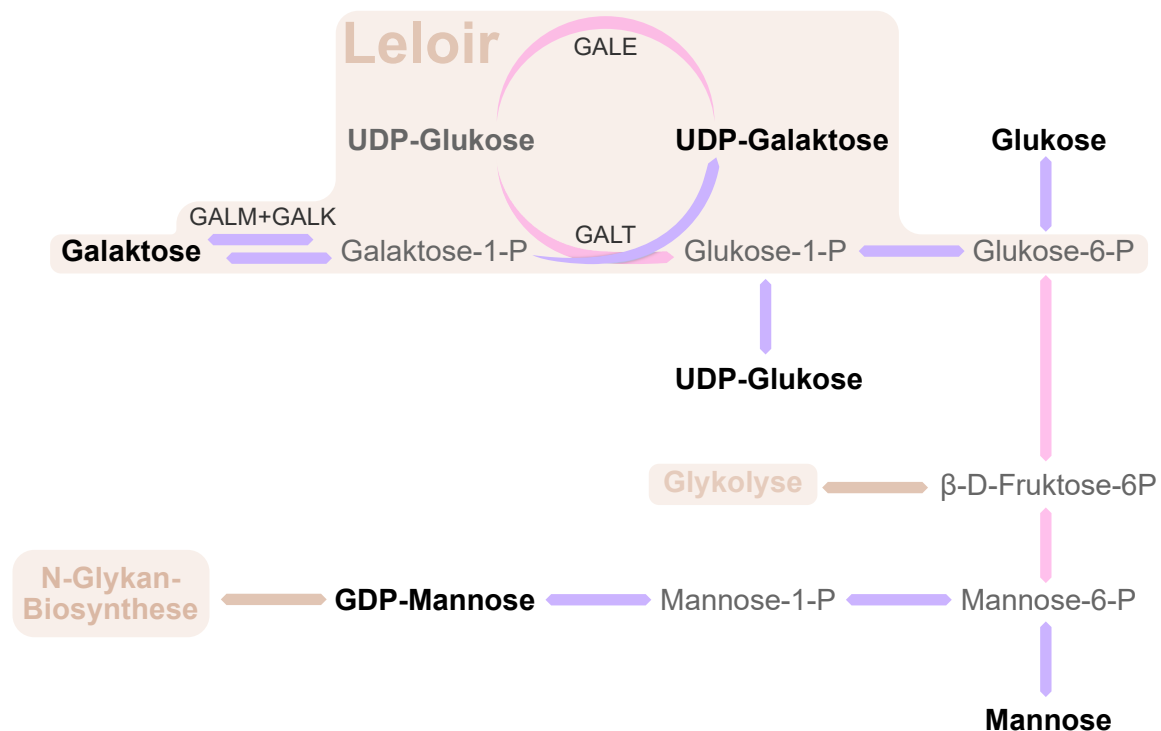 Leloir
GALE
UDP-Glukose
UDP-Galaktose
Glukose
GALM+GALK
GALT
Galaktose
Galaktose-1-P
Glukose-1-P
Glukose-6-P
UDP-Glukose
Glykolyse
β-D-Fruktose-6P
N-Glykan-
Biosynthese
GDP-Mannose
Mannose-1-P
Mannose-6-P
Mannose